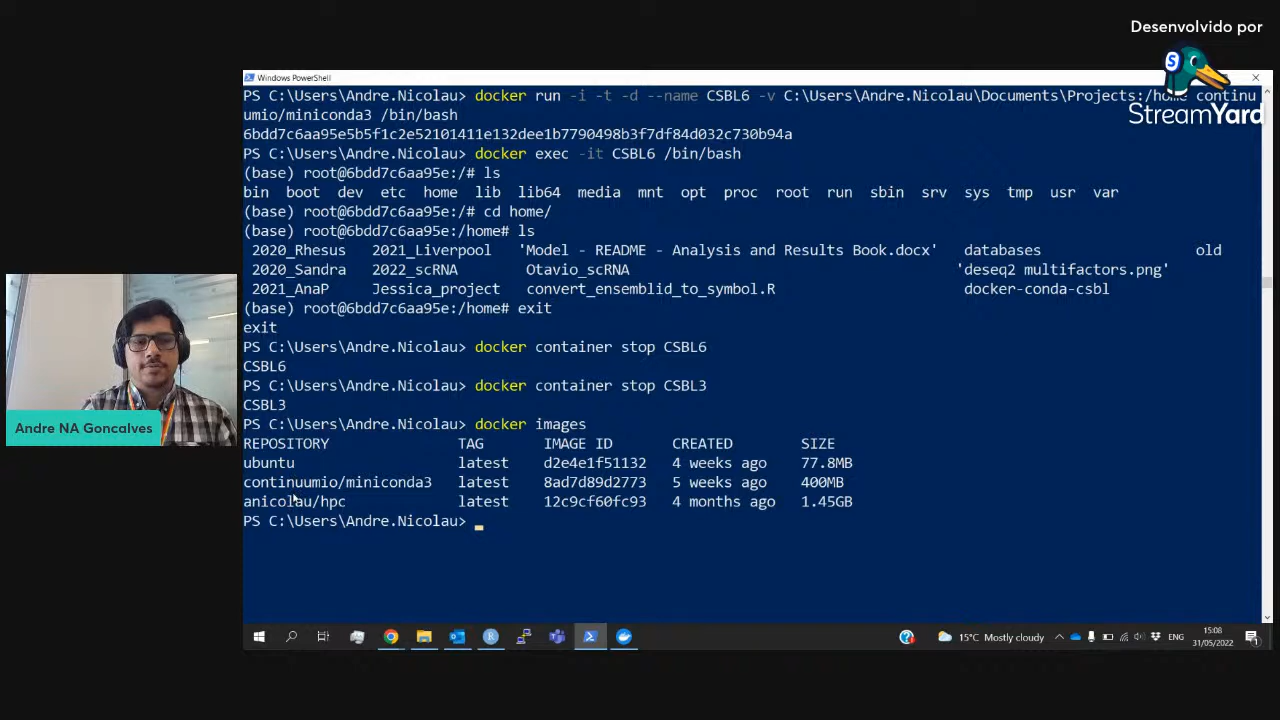 Desenvolvido por
StreamYard
Windows PowerShell
PS C:\Users\Andre.Nicolau> docker run -i -t -d --name CSBL6 -v C:\Users\Andre.Nicolau\Documents\Projects:/home continu
umio/miniconda3 /bin/bash
6bdd7c6aa95e5b5f1c2e52101411e132dee1b7790498b3f7df84d032c730b94a
PS C:\Users\Andre.Nicolau> docker exec -it CSBL6 /bin/bash
(base) root@6bdd7c6aa95e:/# ls
bin boot dev etc home lib lib64 media mnt opt proc root run sbin srv sys tmp usr var
(base) root@6bdd7c6aa95e:/# cd home/
(base) root@6bdd7c6aa95e:/home# ls
2020_Rhesus 2021_Liverpool 'Model - README - Analysis and Results Book.docx' databases old
2020_Sandra 2022_scRNA Otavio_scRNA 'deseq2 multifactors.png'
2021_AnaP Jessica_project convert_ensemblid_to_symbol.R docker-conda-csbl
(base) root@6bdd7c6aa95e:/home# exit
exit
PS C:\Users\Andre.Nicolau> docker container stop CSBL6
CSBL6
PS C:\Users\Andre.Nicolau> docker container stop CSBL3
CSBL3
PS C:\Users\Andre.Nicolau> docker images
REPOSITORY TAG IMAGE ID CREATED SIZE
ubuntu latest d2e4e1f51132 4 weeks ago 77.8MB
continuumio/miniconda3 latest 8ad7d89d2773 5 weeks ago 400MB
anicolau/hpc latest 12c9cf60fc93 4 months ago 1.45GB
PS C:\Users\Andre.Nicolau>
Andre NA Goncalves
15°C Mostly cloudy
ENG
15:08
31/05/2022